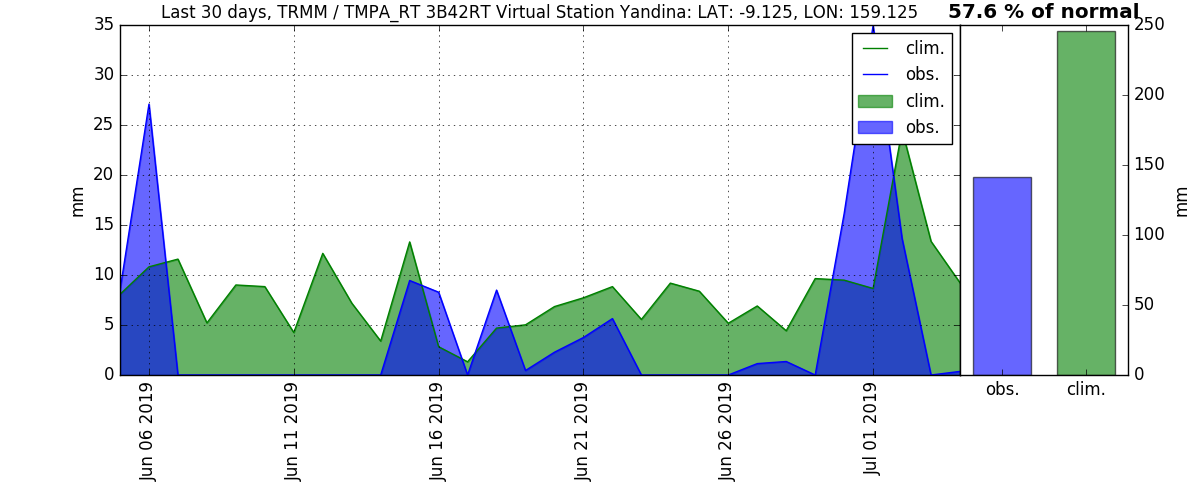 Last 30 days, TRMM / TMPA_RT 3B42RT Virtual Station Yandina: LAT: -9.125, LON: 159.125
57.6 % of normal
35
30
25
20
15
10
5
0
mm
clim.
obs.
clim.
obs.
Jun 06 2019
Jun 11 2019
Jun 16 2019
Jun 21 2019
Jun 26 2019
Jul 01 2019
250
200
150
100
50
0
mm
obs.
clim.